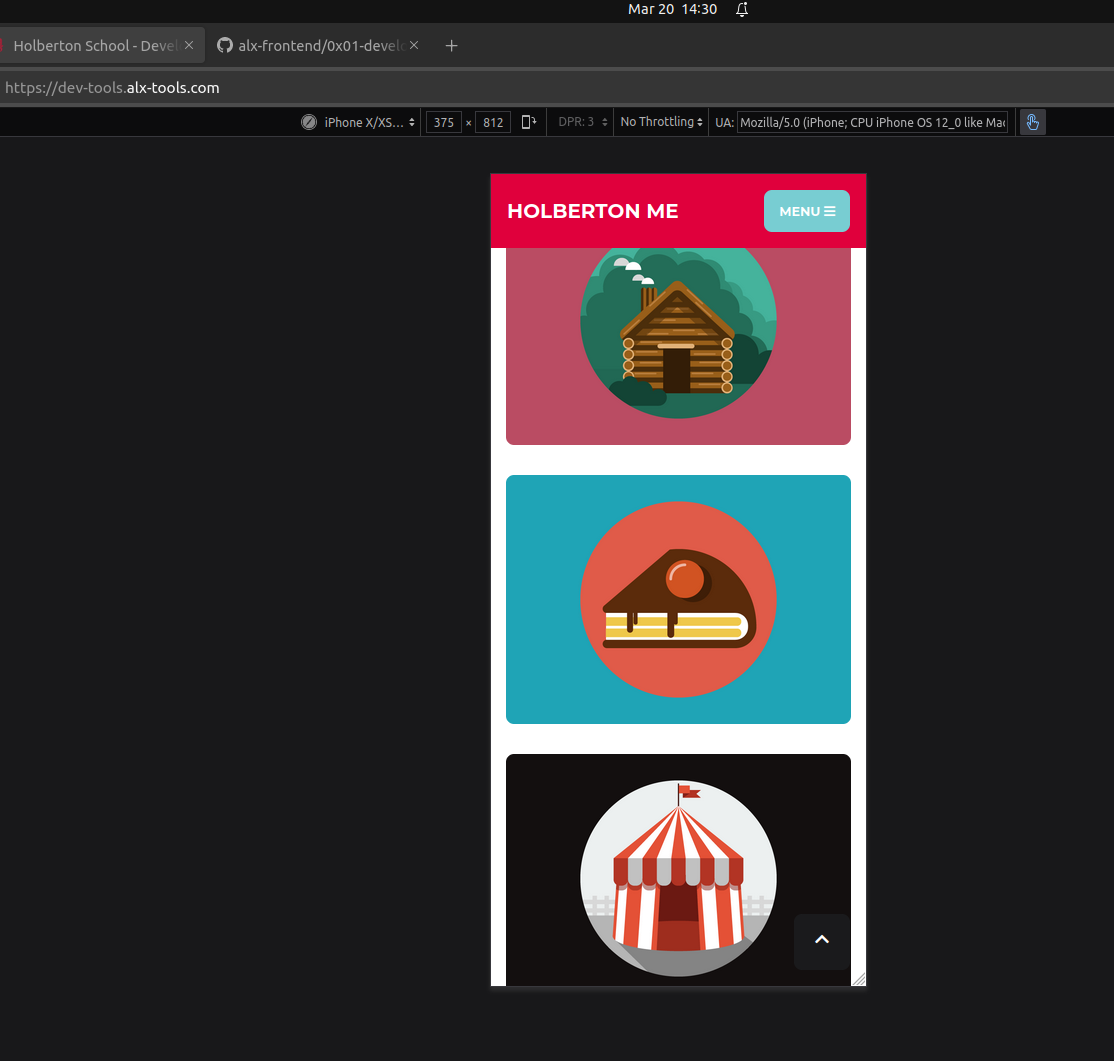 Mar 20 14:30
Holberton School - Devel
alx-frontend/0x01-develo
https://dev-tools.alx-tools.com
iPhone X/XS... 375 × 812 DPR: 3 No Throttling UA: Mozilla/5.0 (iPhone; CPU iPhone OS 12_0 like Mac
HOLBERTON ME
MENU